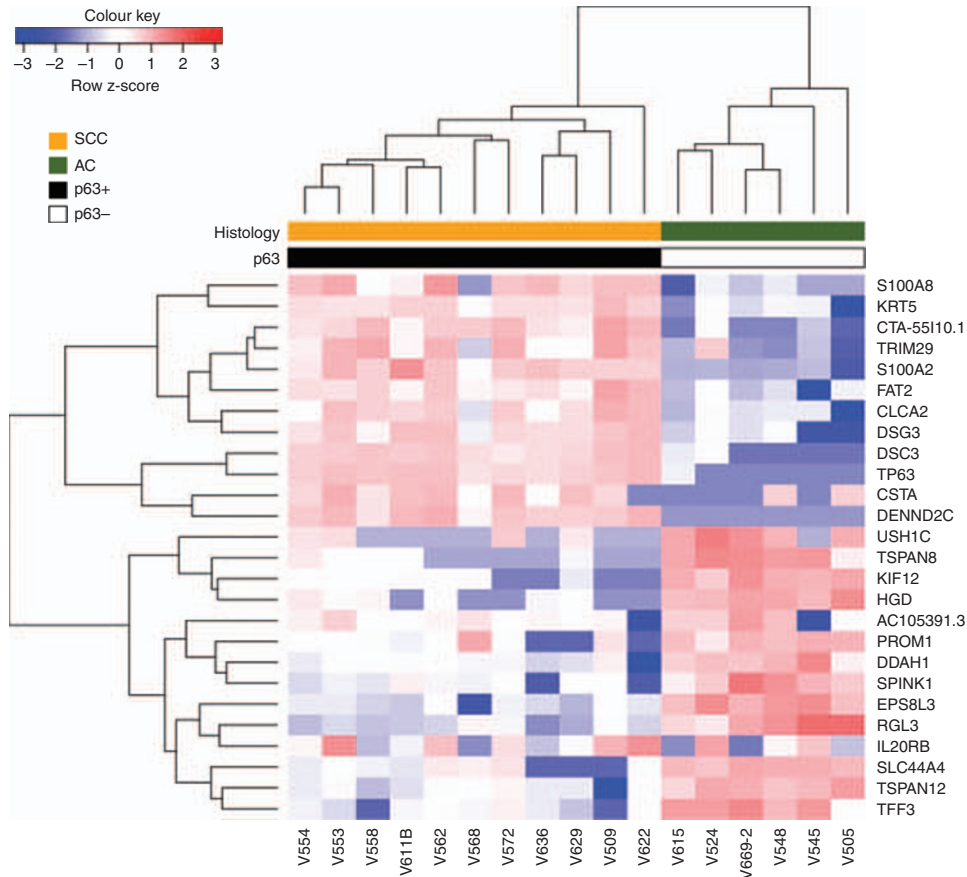 Colour key
−3 −2 −1 0 1 2 3
Row z-score
SCC
AC
p63+
p63−
Histology
p63
S100A8
KRT5
CTA-55I10.1
TRIM29
S100A2
FAT2
CLCA2
DSG3
DSC3
TP63
CSTA
DENND2C
USH1C
TSPAN8
KIF12
HGD
AC105391.3
PROM1
DDAH1
SPINK1
EPS8L3
RGL3
IL20RB
SLC44A4
TSPAN12
TFF3
V554 V553 V558 V611B V562 V568 V572 V636 V629 V509 V622 V615 V524 V669-2 V548 V545 V505